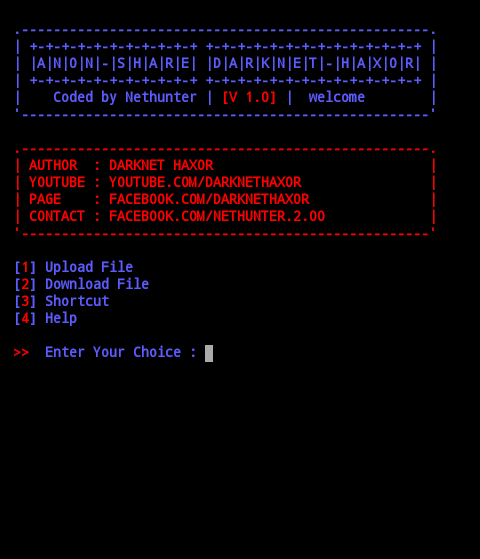 .---------------------------------------------------.
| +-+-+-+-+-+-+-+-+-+-+ +-+-+-+-+-+-+-+-+-+-+-+-+-+ |
| |A|N|O|N|-|S|H|A|R|E| |D|A|R|K|N|E|T|-|H|A|X|O|R| |
| +-+-+-+-+-+-+-+-+-+-+ +-+-+-+-+-+-+-+-+-+-+-+-+-+ |
|    Coded by Nethunter | [V 1.0] |  welcome        |
'---------------------------------------------------'
.---------------------------------------------------.
| AUTHOR  : DARKNET HAXOR                           |
| YOUTUBE : YOUTUBE.COM/DARKNETHAXOR                |
| PAGE    : FACEBOOK.COM/DARKNETHAXOR               |
| CONTACT : FACEBOOK.COM/NETHUNTER.2.OO             |
'---------------------------------------------------'
[1] Upload File
[2] Download File
[3] Shortcut
[4] Help
>>  Enter Your Choice :